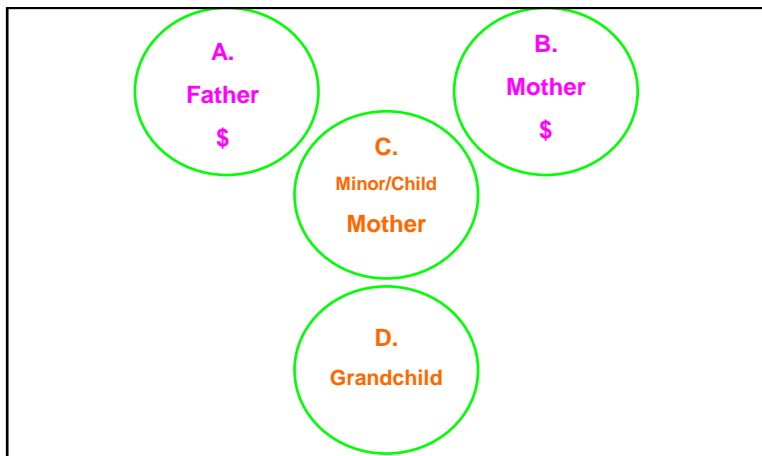 A.
Father
$
B.
Mother
$
C.
Minor/Child
Mother
D.
Grandchild